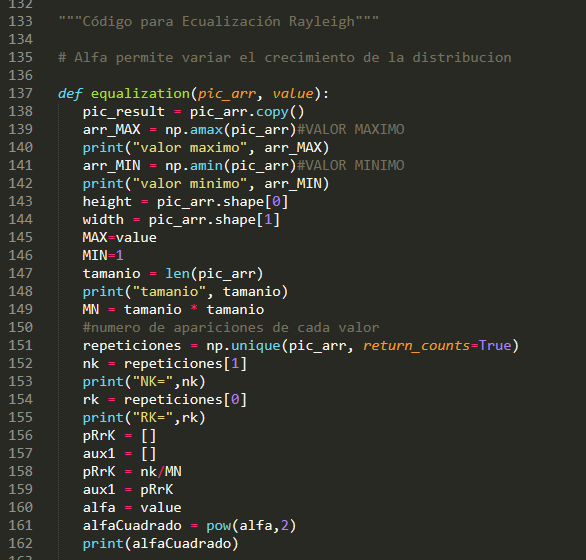 132
133 """Código para Ecualización Rayleigh"""
134
135 # Alfa permite variar el crecimiento de la distribucion
136
137 def equalization(pic_arr, value):
138 pic_result = pic_arr.copy()
139 arr_MAX = np.amax(pic_arr)#VALOR MAXIMO
140 print("valor maximo", arr_MAX)
141 arr_MIN = np.amin(pic_arr)#VALOR MINIMO
142 print("valor minimo", arr_MIN)
143 height = pic_arr.shape[0]
144 width = pic_arr.shape[1]
145 MAX=value
146 MIN=1
147 tamanio = len(pic_arr)
148 print("tamanio", tamanio)
149 MN = tamanio * tamanio
150 #numero de apariciones de cada valor
151 repeticiones = np.unique(pic_arr, return_counts=True)
152 nk = repeticiones[1]
153 print("NK=",nk)
154 rk = repeticiones[0]
155 print("RK=",rk)
156 pRrK = []
157 aux1 = []
158 pRrK = nk/MN
159 aux1 = pRrK
160 alfa = value
161 alfaCuadrado = pow(alfa,2)
162 print(alfaCuadrado)